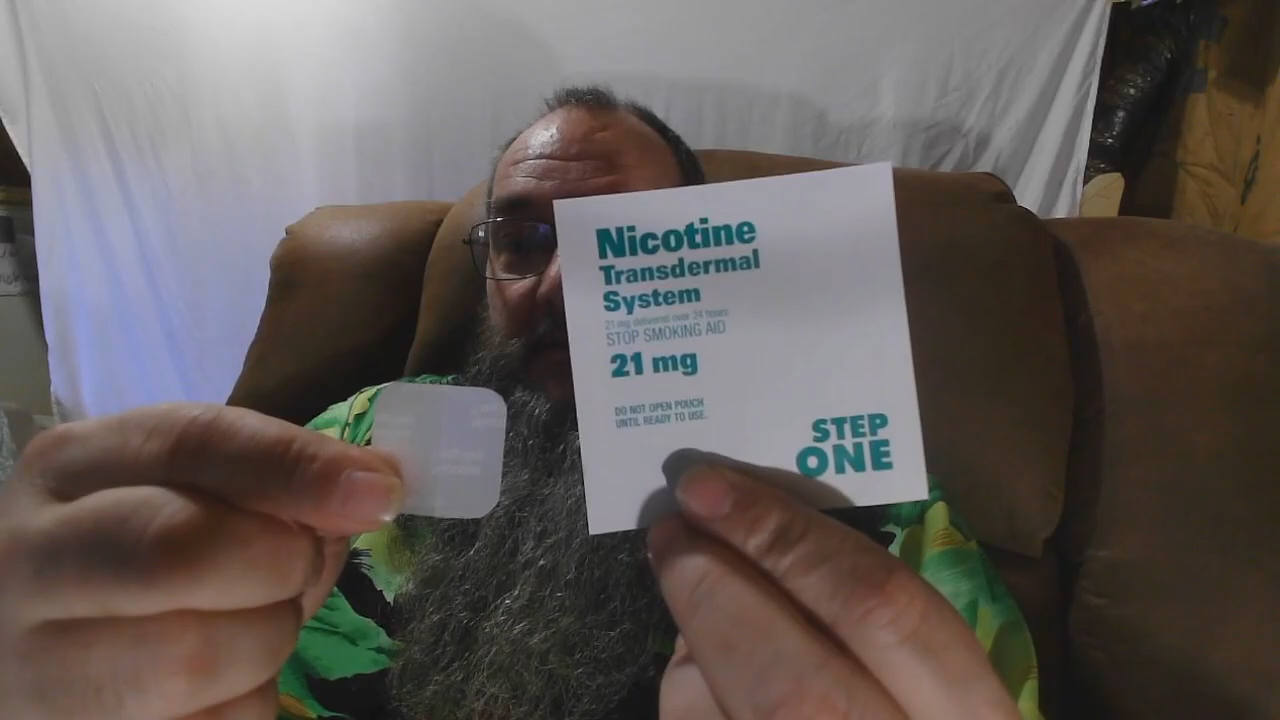 Nicotine
Transdermal
System
21 mg delivered over 24 hours
STOP SMOKING AID
21 mg
DO NOT OPEN POUCH
UNTIL READY TO USE.
STEP
ONE